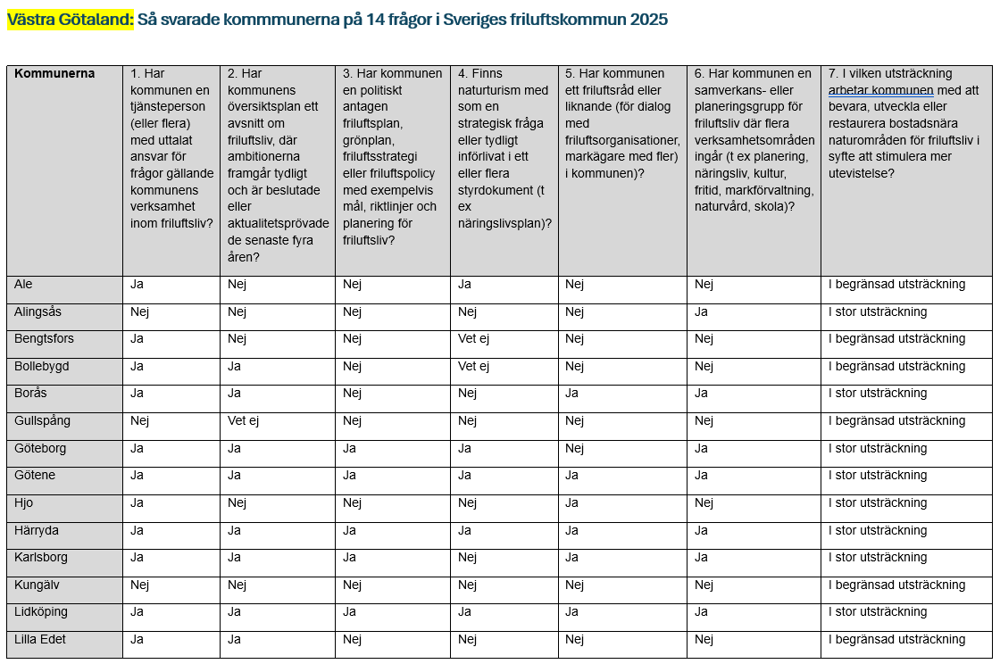 Västra Götaland: Så svarade kommmunerna på 14 frågor i Sveriges friluftskommun 2025
Kommunerna
1. Har
kommunen en
tjänsteperson
(eller flera)
med uttalat
ansvar för
frågor gällande
kommunens
verksamhet
inom friluftsliv?
2. Har
kommunens
översiktsplan ett
avsnitt om
friluftsliv, där
ambitionerna
framgår tydligt
och är beslutade
eller
aktualitetsprövade
de senaste fyra
åren?
3. Har kommunen
en politiskt
antagen
friluftsplan,
grönplan,
friluftsstrategi
eller friluftspolicy
med exempelvis
mål, riktlinjer och
planering för
friluftsliv?
4. Finns
naturturism med
som en
strategisk fråga
eller tydligt
införlivat i ett
eller flera
styrdokument (t
ex
näringslivsplan)?
5. Har kommunen
ett friluftsråd eller
liknande (för dialog
med
friluftsorganisationer,
markägare med fler)
i kommunen)?
6. Har kommunen en
samverkans- eller
planeringsgrupp för
friluftsliv där flera
verksamhetsområden
ingår (t ex planering,
näringsliv, kultur,
fritid, markförvaltning,
naturvård, skola)?
7. I vilken utsträckning
arbetar kommunen med att
bevara, utveckla eller
restaurera bostadsnära
naturområden för friluftsliv i
syfte att stimulera mer
utevistelse?
Ale Ja Nej Nej Ja Nej Nej I begränsad utsträckning
Alingsås Nej Nej Nej Nej Nej Ja I stor utsträckning
Bengtsfors Ja Nej Nej Vet ej Nej Nej I begränsad utsträckning
Bollebygd Ja Ja Nej Vet ej Nej Nej I begränsad utsträckning
Borås Ja Ja Nej Nej Ja Ja I stor utsträckning
Gullspång Nej Vet ej Nej Nej Nej Nej I begränsad utsträckning
Göteborg Ja Ja Ja Ja Nej Ja I stor utsträckning
Götene Ja Ja Ja Ja Ja Ja I stor utsträckning
Hjo Ja Nej Nej Nej Ja Nej I stor utsträckning
Härryda Ja Ja Ja Ja Ja Ja I stor utsträckning
Karlsborg Ja Ja Ja Nej Ja Ja I stor utsträckning
Kungälv Nej Nej Nej Nej Nej Nej I begränsad utsträckning
Lidköping Ja Ja Ja Ja Ja Ja I stor utsträckning
Lilla Edet Ja Ja Nej Nej Nej Nej I begränsad utsträckning